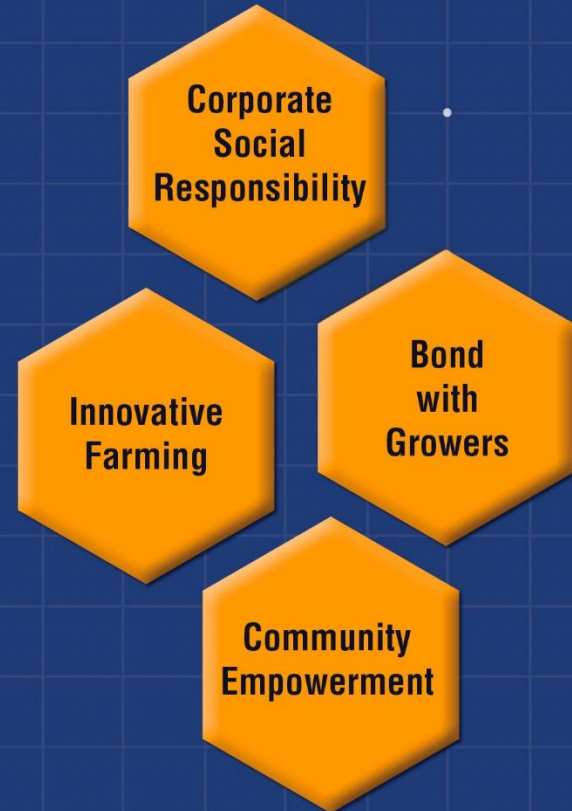 Corporate
Social
Responsibility
Innovative
Farming
Bond
with
Growers
Community
Empowerment